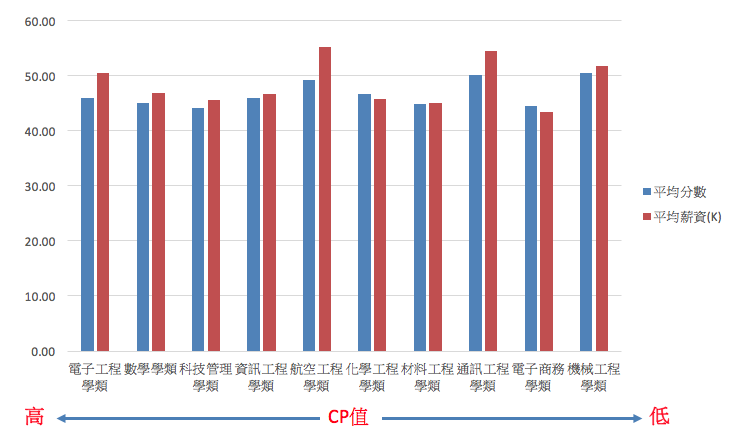 60.00
50.00
40.00
30.00
20.00
10.00
0.00
平均分數
平均薪資(K)
電子工程 數學學類 科技管理 資訊工程 航空工程 化學工程 材料工程 通訊工程 電子商務 機械工程
學類 學類 學類 學類 學類 學類 學類 學類 學類
高 CP值 低